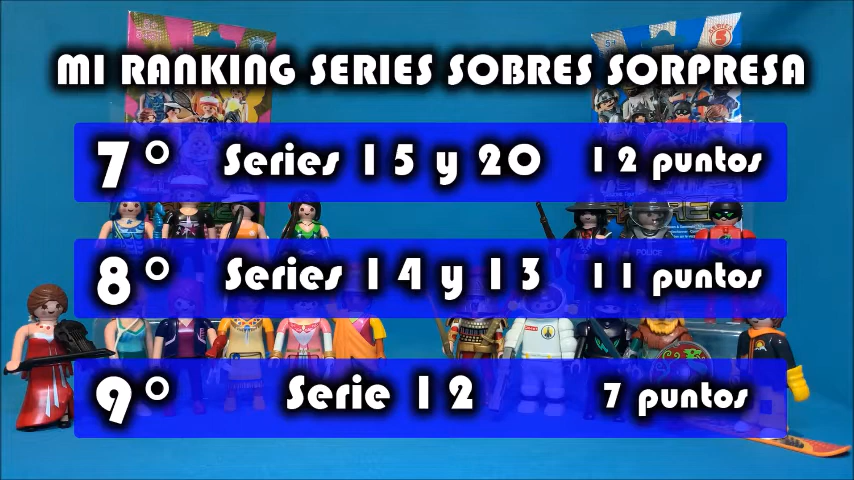 MI RANKING SERIES SOBRES SORPRESA
7° Series 15 y 20 12 puntos
POLICE
8° Series 14 y 13 11 puntos
9° Serie 12 7 puntos